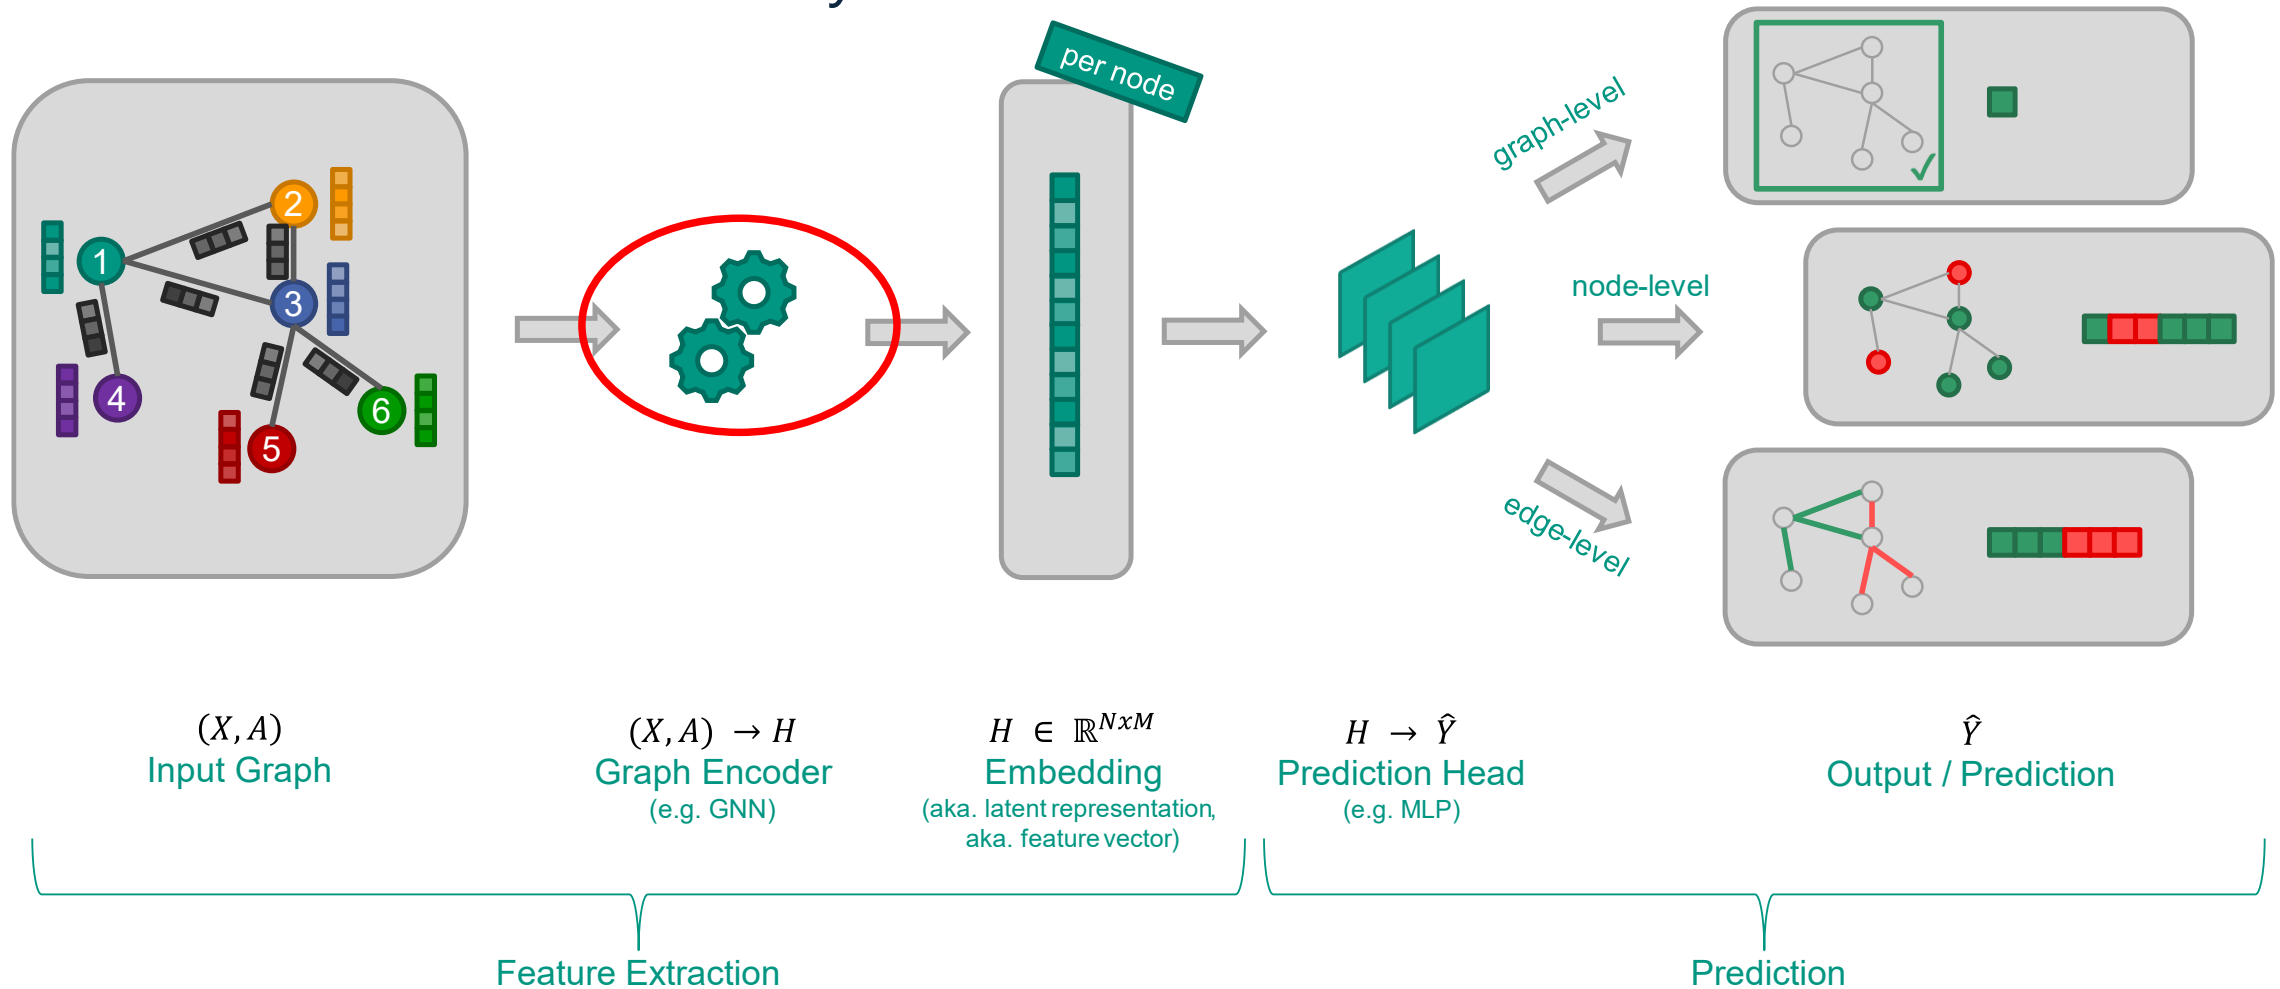 per node
graph-level
node-level
edge-level
1
2
3
4
5
6
(X, A)
Input Graph
(X, A) → H
Graph Encoder
(e.g. GNN)
H ∈ ℝ^{NxM}
Embedding
(aka. latent representation,
aka. feature vector)
H → Ŷ
Prediction Head
(e.g. MLP)
Ŷ
Output / Prediction
Feature Extraction
Prediction